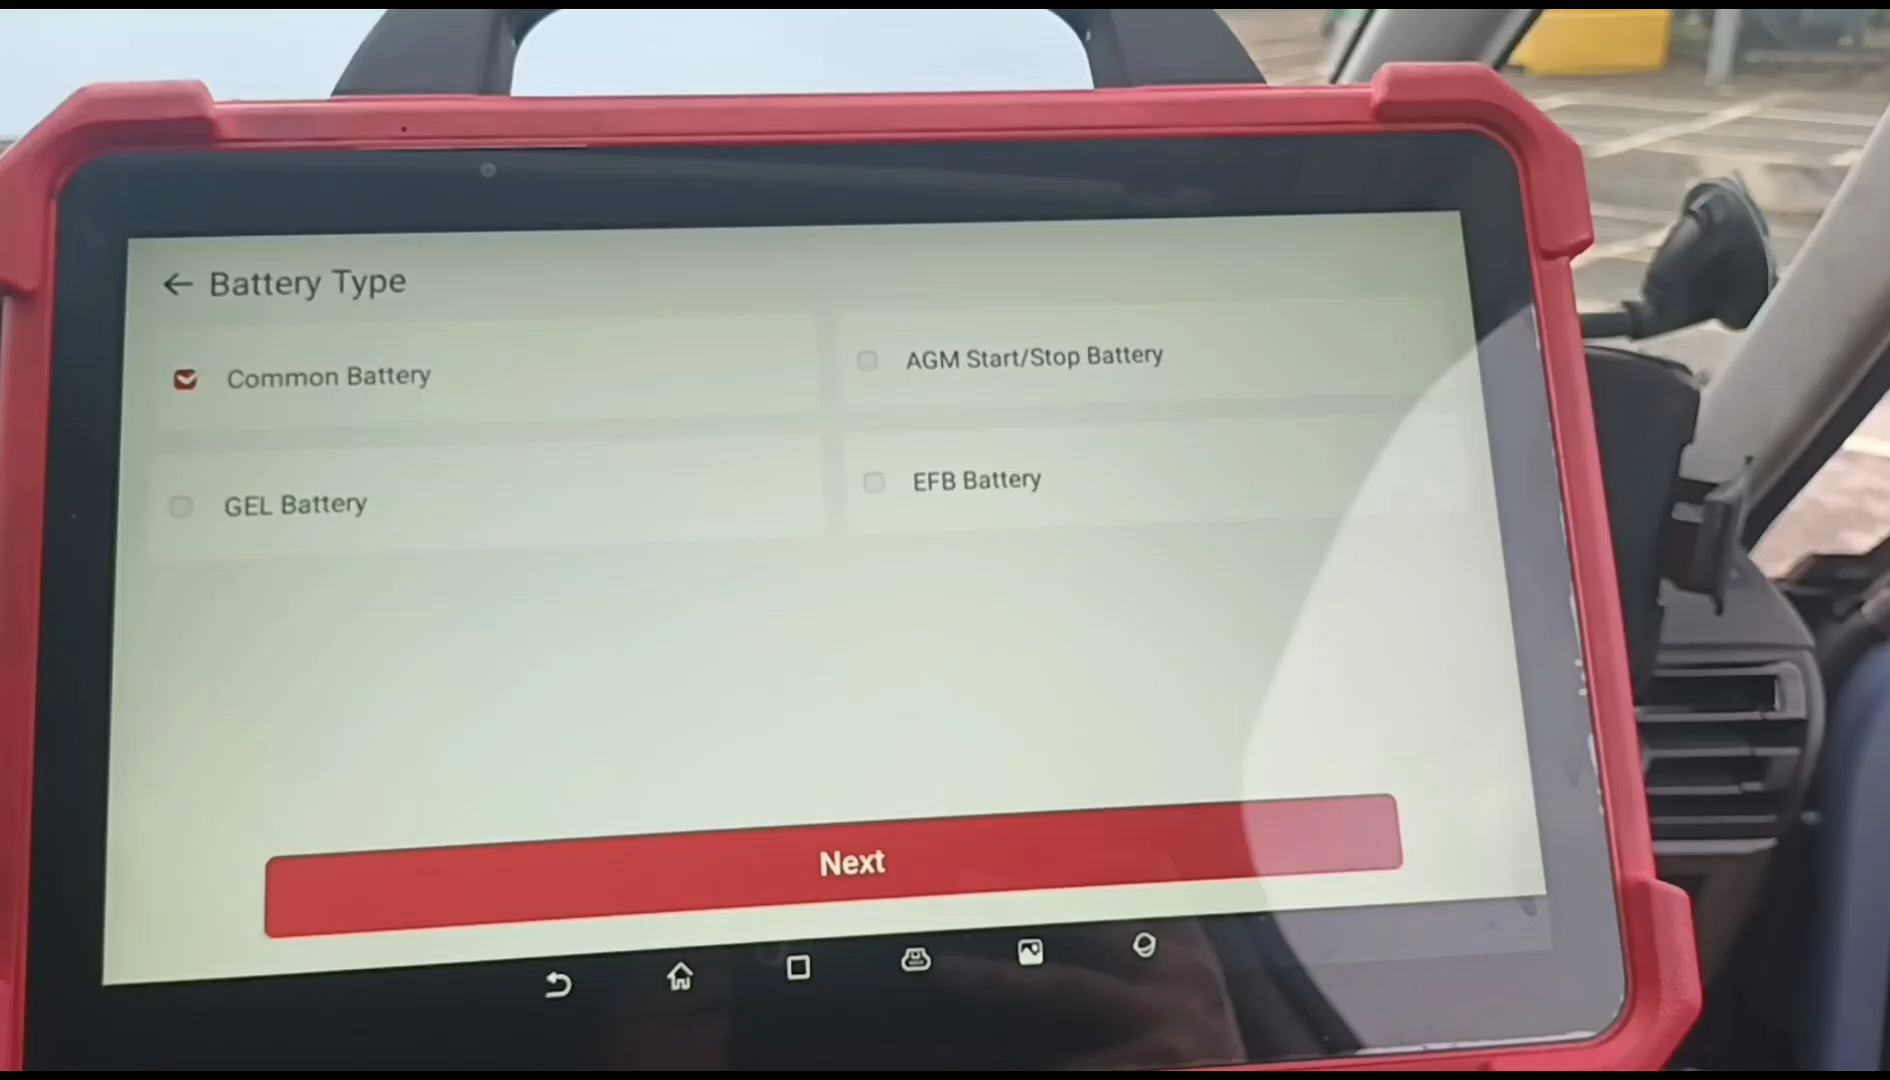 Battery Type
Common Battery
AGM Start/Stop Battery
GEL Battery
EFB Battery
Next